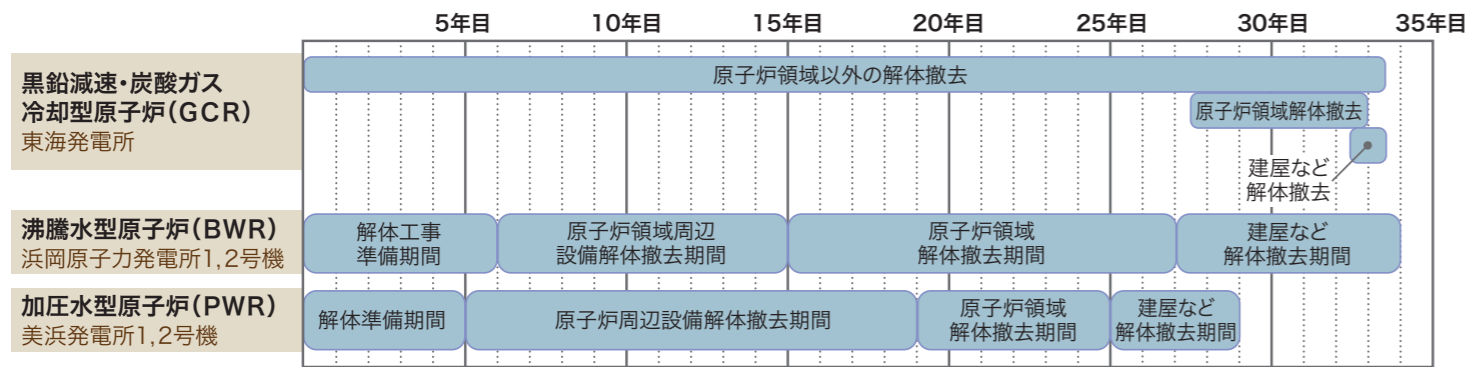 5年目 10年目 15年目 20年目 25年目 30年目 35年目
黒鉛減速・炭酸ガス
冷却型原子炉(GCR)
東海発電所
原子炉領域以外の解体撤去
原子炉領域解体撤去
建屋など
解体撤去
沸騰水型原子炉(BWR)
浜岡原子力発電所1,2号機
解体工事
準備期間
原子炉領域周辺
設備解体撤去期間
原子炉領域
解体撤去期間
建屋など
解体撤去期間
加圧水型原子炉(PWR)
美浜発電所1,2号機
解体準備期間
原子炉周辺設備解体撤去期間
原子炉領域
解体撤去期間
建屋など
解体撤去期間